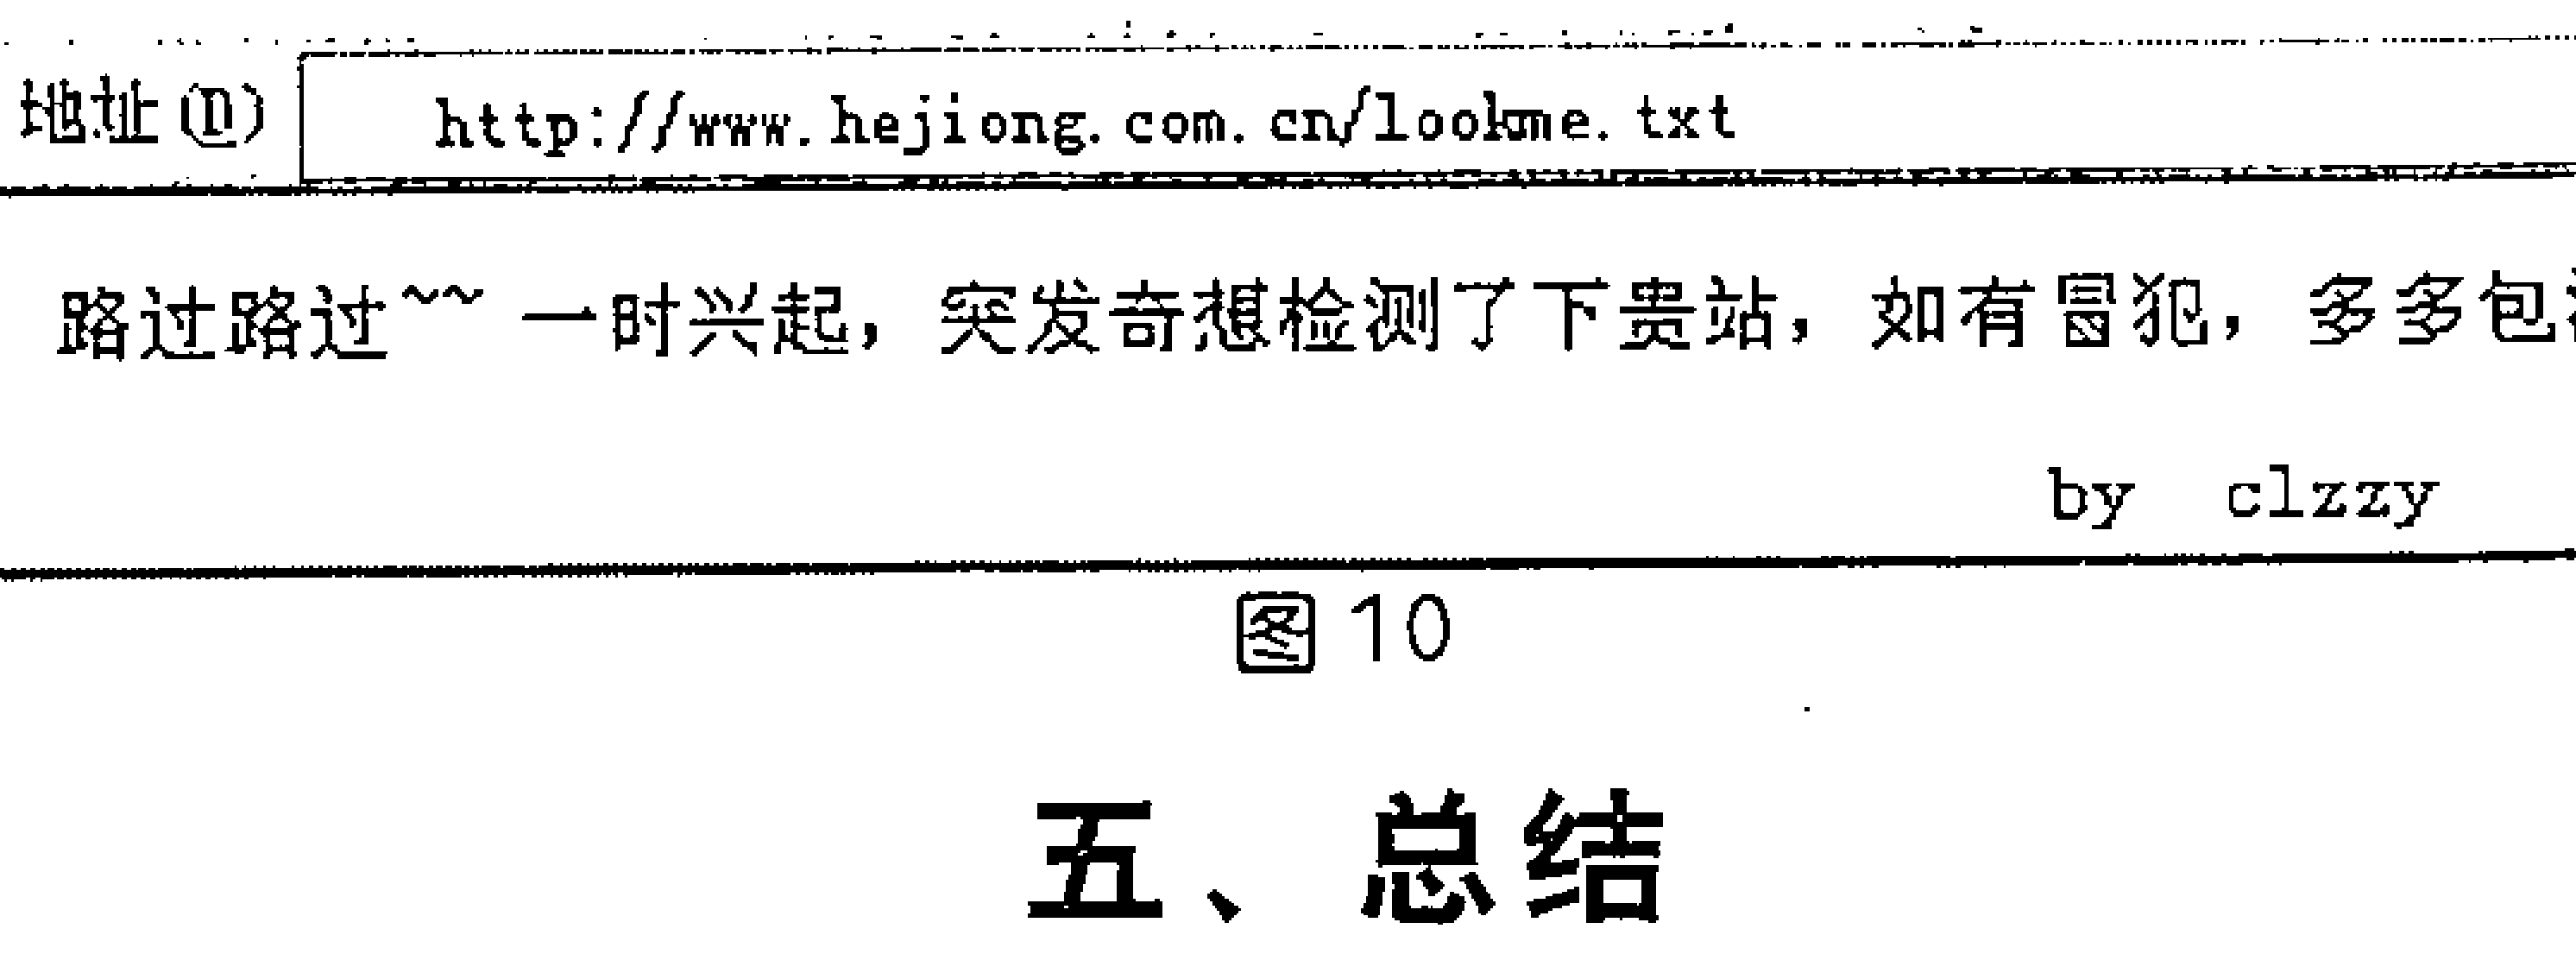 地址(D) http://www.hejiong.com.cn/lookme.txt
路过路过~~ 一时兴起，突发奇想检测了下贵站，如有冒犯，多多包
by clzzy
图10
五、总结